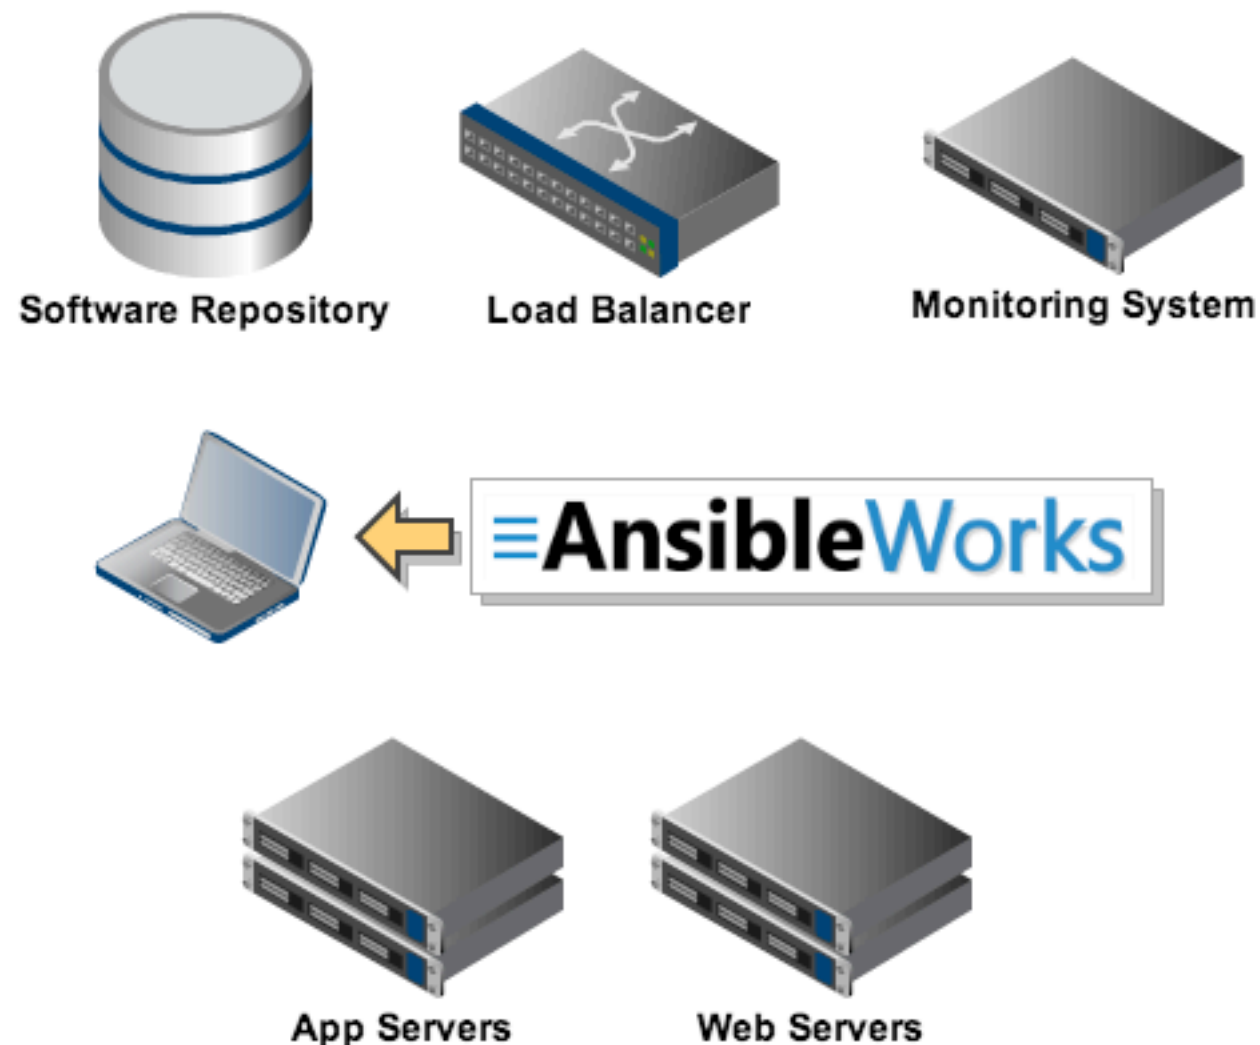 Software Repository
Load Balancer
Monitoring System
AnsibleWorks
App Servers
Web Servers